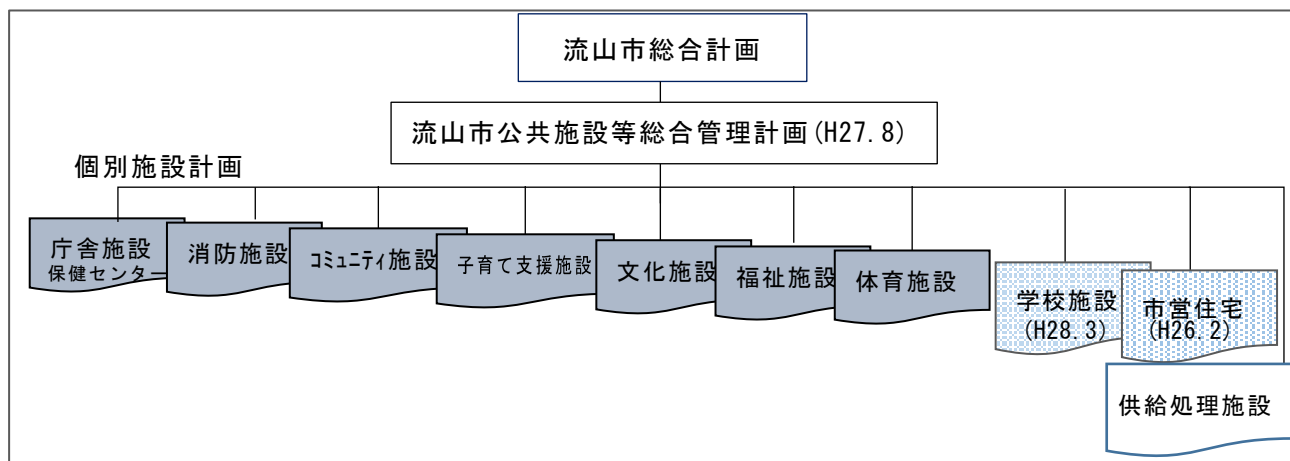 流山市総合計画
流山市公共施設等総合管理計画(H27.8)
個別施設計画
庁舎施設
保健センター
消防施設
ｺﾐｭﾆﾃｨ施設
子育て支援施設
文化施設
福祉施設
体育施設
学校施設
(H28.3)
市営住宅
(H26.2)
供給処理施設